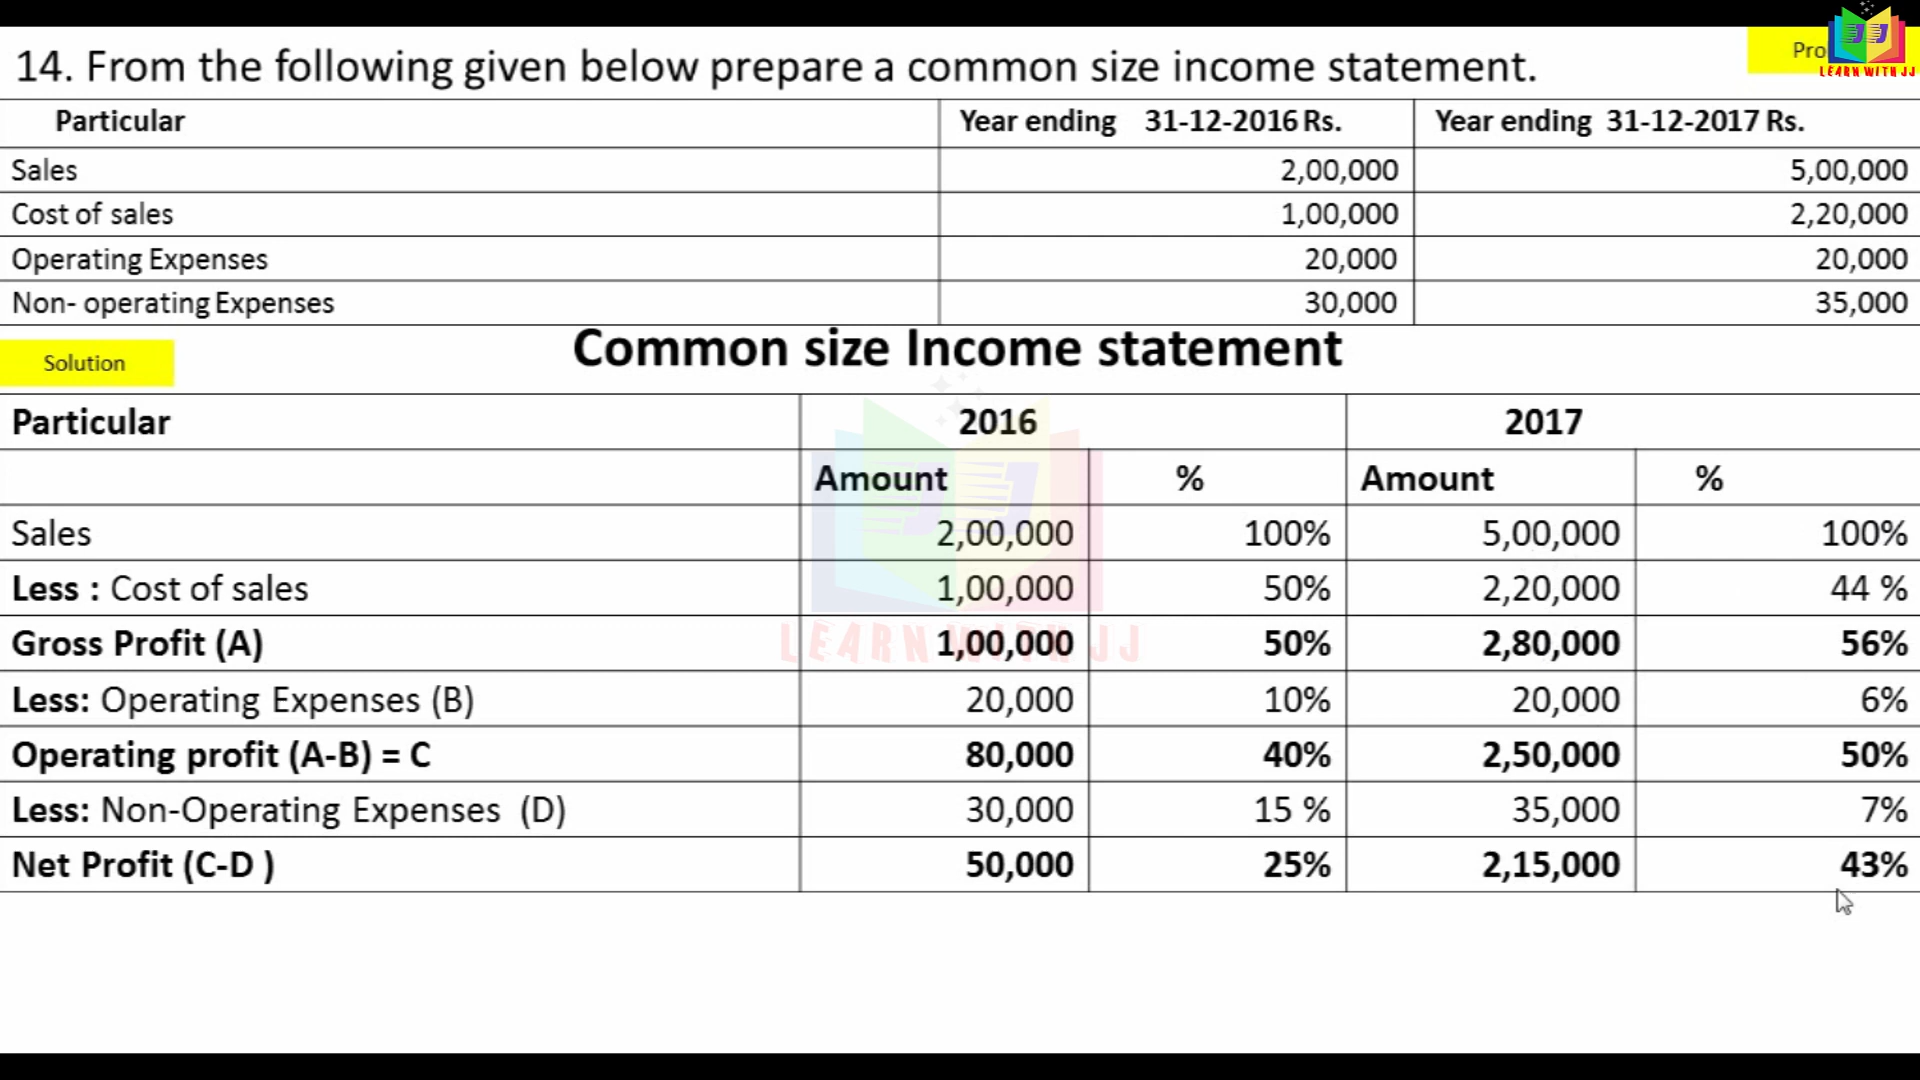 14. From the following given below prepare a common size income statement.
Pro
LEARN WITH JJ
Particular Year ending 31-12-2016 Rs. Year ending 31-12-2017 Rs.
Sales 2,00,000 5,00,000
Cost of sales 1,00,000 2,20,000
Operating Expenses 20,000 20,000
Non- operating Expenses 30,000 35,000
Solution
Common size Income statement
Particular 2016 2017
Amount % Amount %
Sales 2,00,000 100% 5,00,000 100%
Less : Cost of sales 1,00,000 50% 2,20,000 44 %
Gross Profit (A) 1,00,000 50% 2,80,000 56%
LEARN WITH JJ
Less: Operating Expenses (B) 20,000 10% 20,000 6%
Operating profit (A-B) = C 80,000 40% 2,50,000 50%
Less: Non-Operating Expenses (D) 30,000 15 % 35,000 7%
Net Profit (C-D ) 50,000 25% 2,15,000 43%